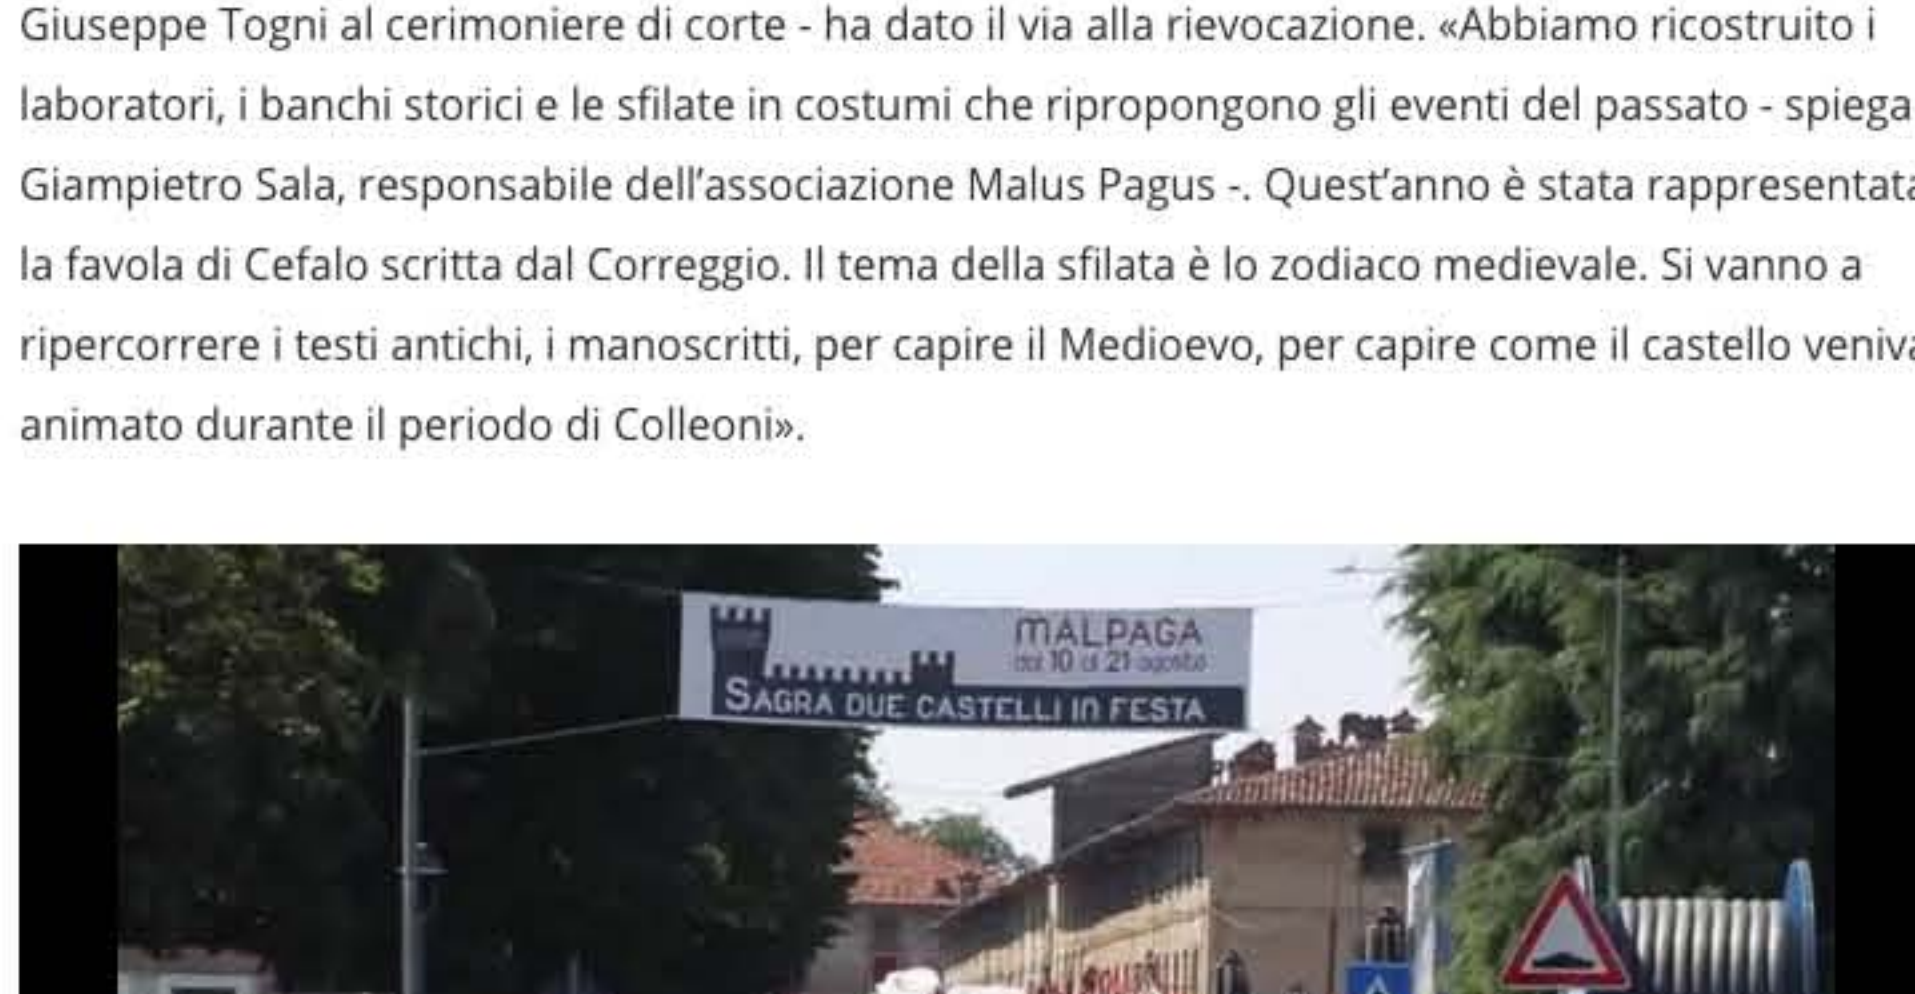 Giuseppe Togni al cerimoniere di corte - ha dato il via alla rievocazione. «Abbiamo ricostruito i
laboratori, i banchi storici e le sfilate in costumi che ripropongono gli eventi del passato - spiega
Giampietro Sala, responsabile dell’associazione Malus Pagus -. Quest’anno è stata rappresentata
la favola di Cefalo scritta dal Correggio. Il tema della sfilata è lo zodiaco medievale. Si vanno a
ripercorrere i testi antichi, i manoscritti, per capire il Medioevo, per capire come il castello veniva
animato durante il periodo di Colleoni».
MALPAGA
dal 10 al 21 agosto
SAGRA DUE CASTELLI IN FESTA